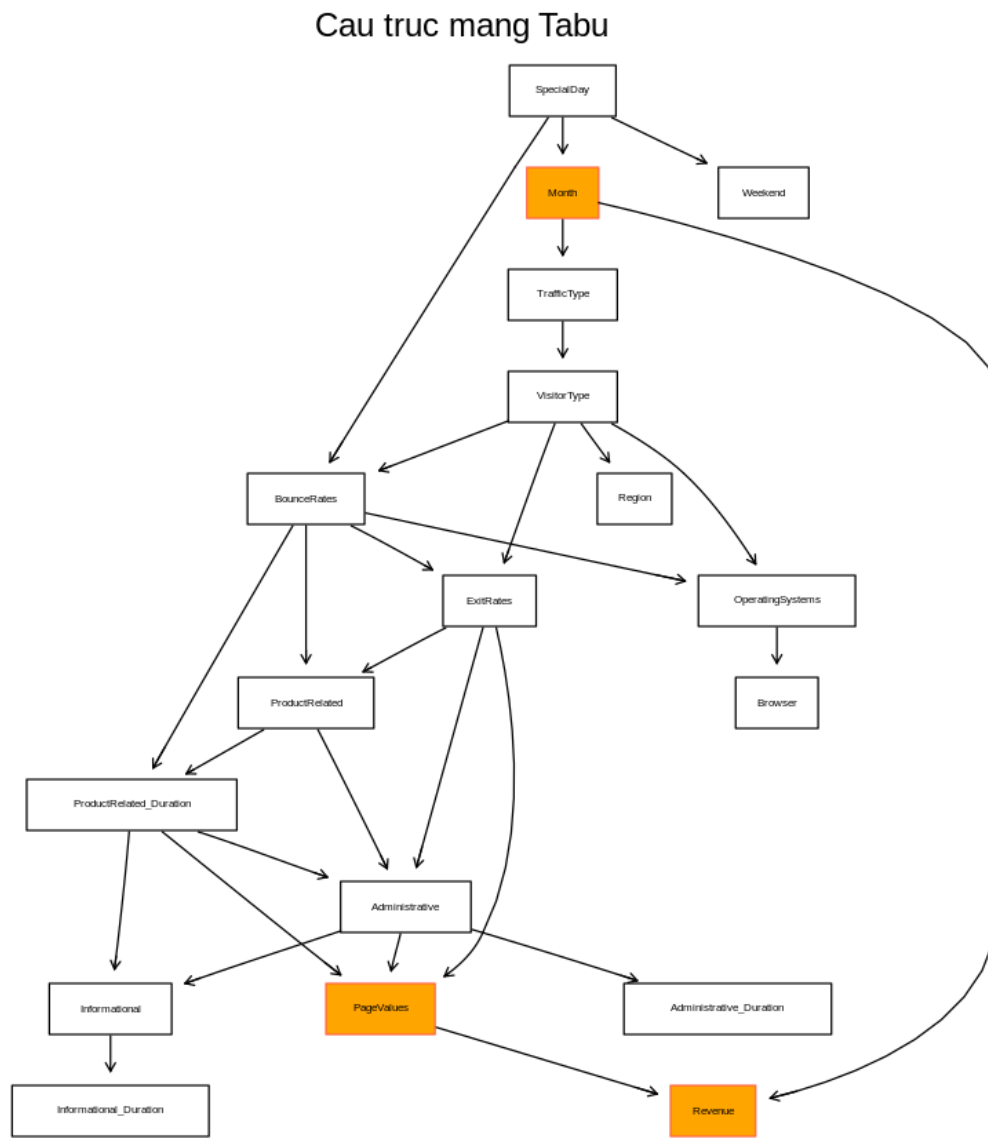 Cau truc mang Tabu
SpecialDay
Month
Weekend
TrafficType
VisitorType
BounceRates
Region
ExitRates
OperatingSystems
ProductRelated
Browser
ProductRelated_Duration
Administrative
Informational
PageValues
Administrative_Duration
Informational_Duration
Revenue